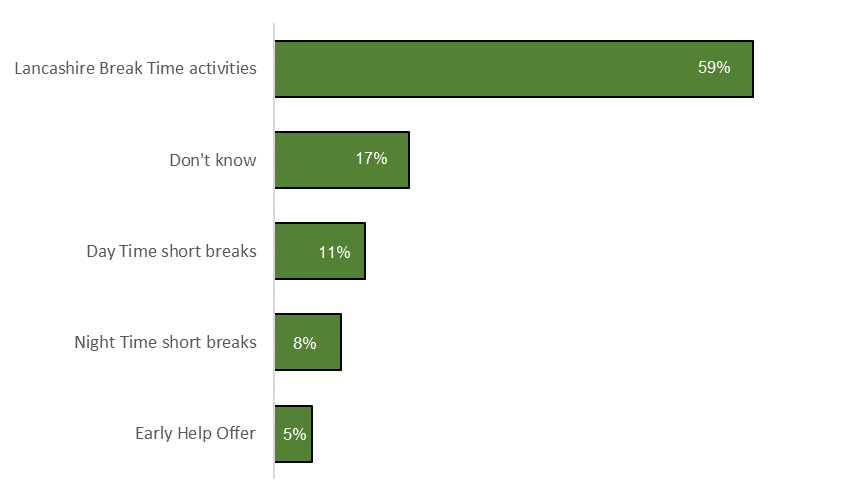 Lancashire Break Time activities 59%
Don't know 17%
Day Time short breaks 11%
Night Time short breaks 8%
Early Help Offer 5%